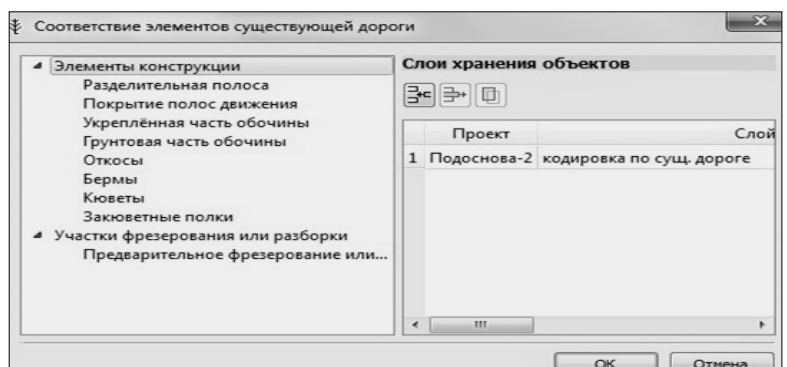 Соответствие элементов существующей дороги
Элементы конструкции
Разделительная полоса
Покрытие полос движения
Укреплённая часть обочины
Грунтовая часть обочины
Откосы
Бермы
Кюветы
Закюветные полки
Участки фрезерования или разборки
Предварительное фрезерование или...
Слои хранения объектов
Проект Слой
1 Подоснова-2 кодировка по сущ. дороге
ОК Отмена